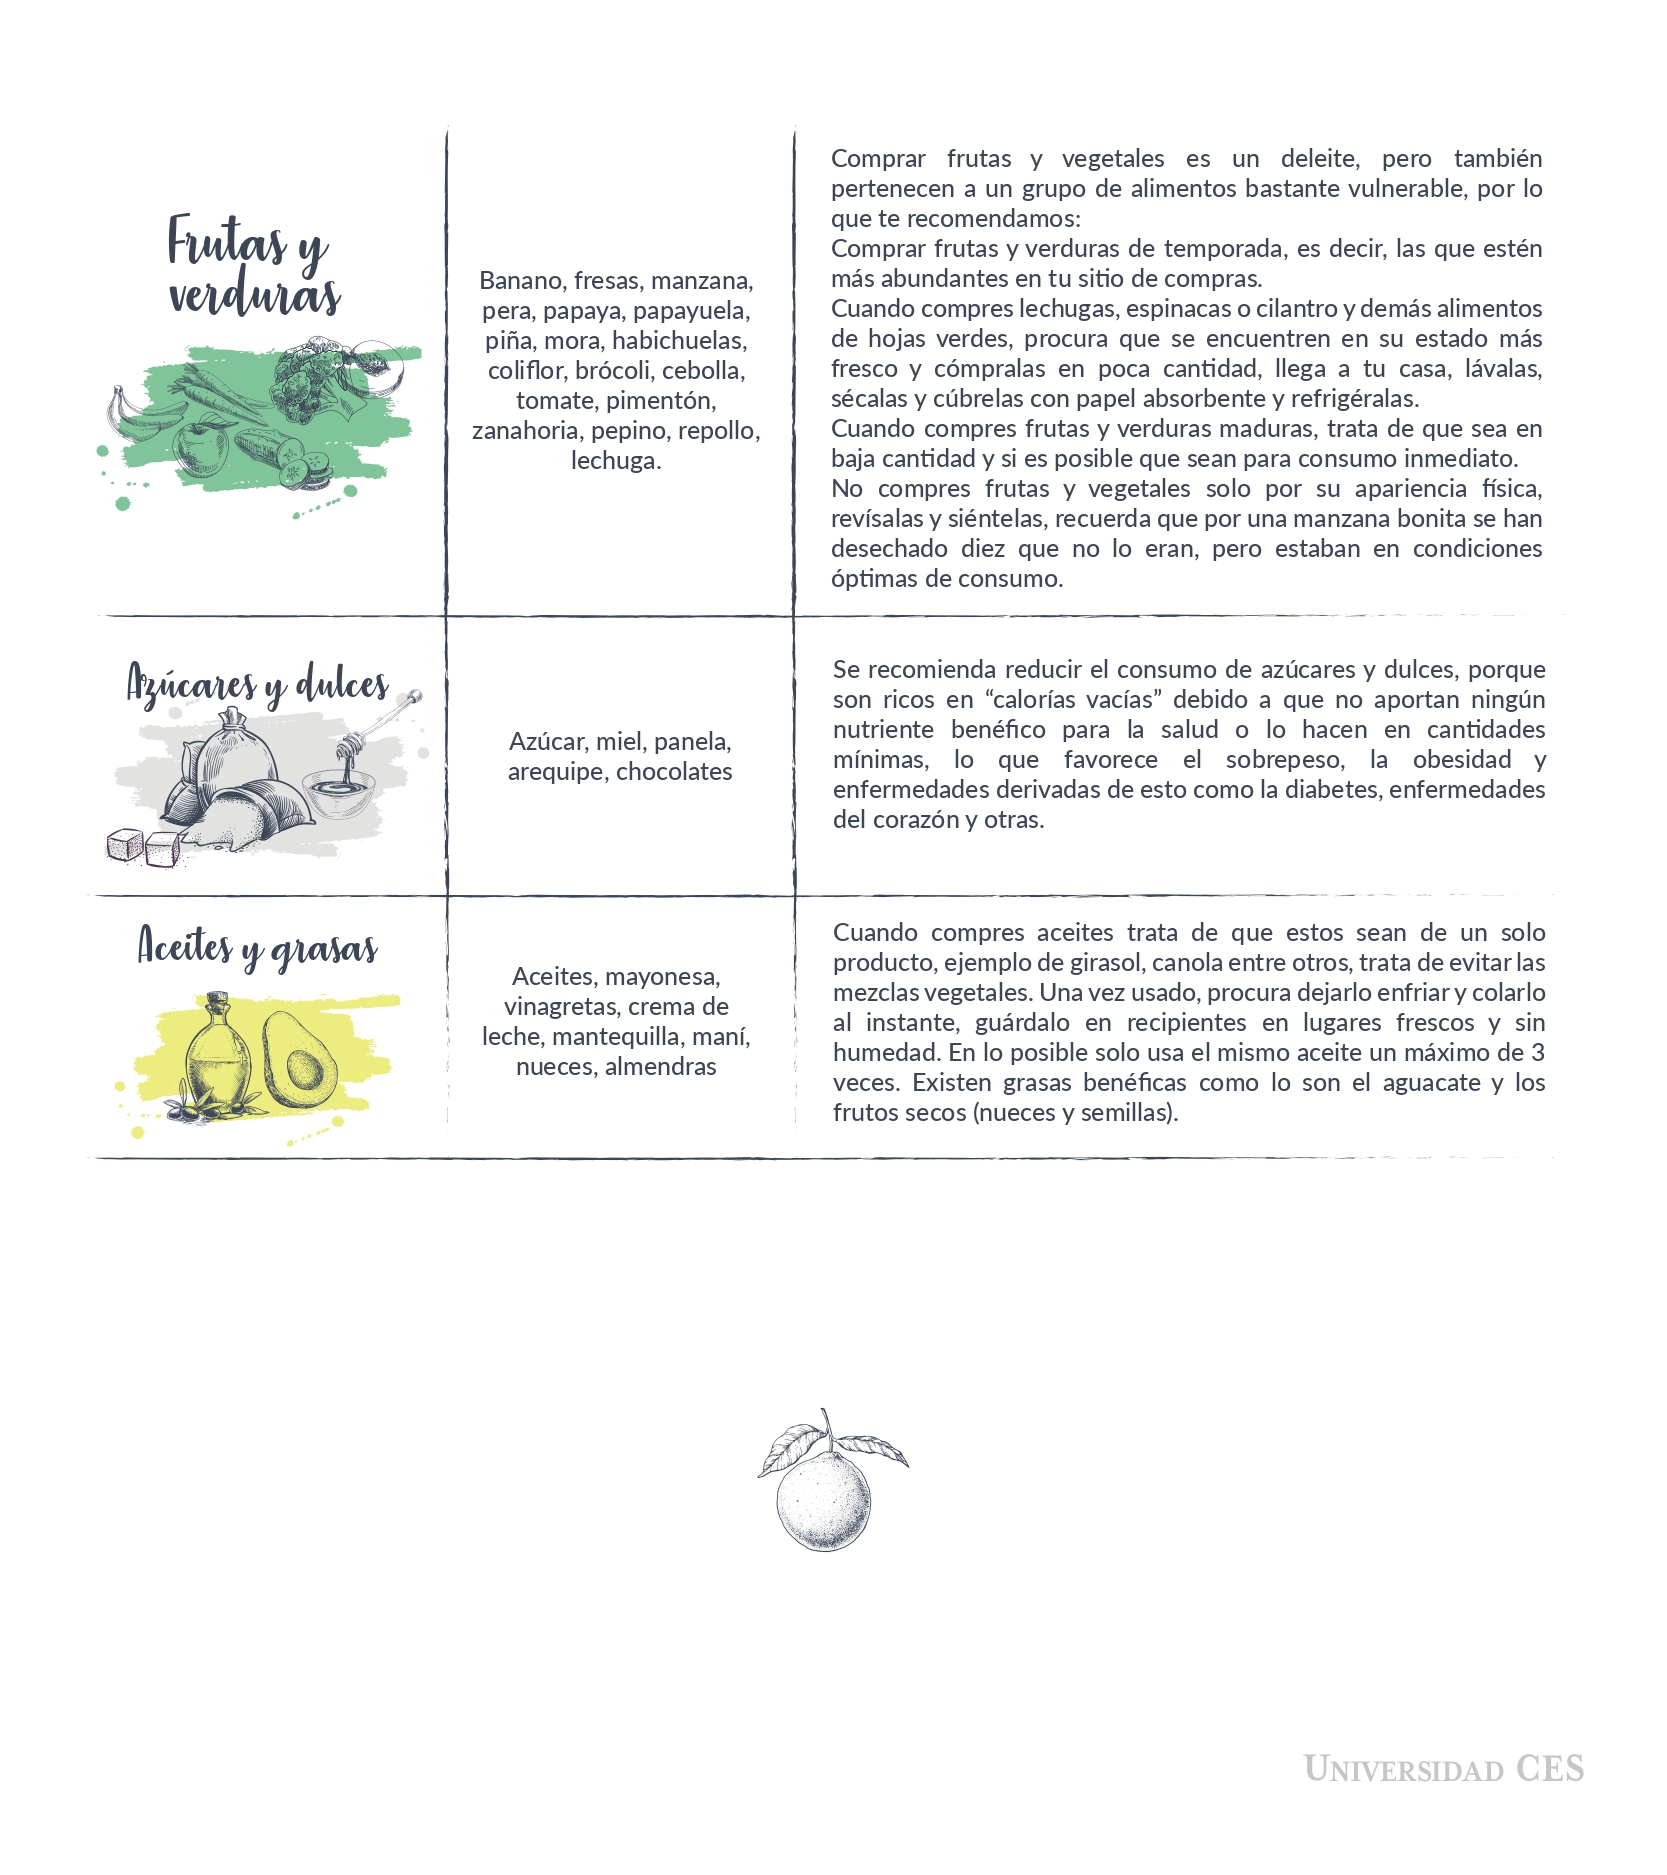 Frutas y
verduras
Banano, fresas, manzana,
pera, papaya, papayuela,
piña, mora, habichuelas,
coliflor, brócoli, cebolla,
tomate, pimentón,
zanahoria, pepino, repollo,
lechuga.
Comprar frutas y vegetales es un deleite, pero también
pertenecen a un grupo de alimentos bastante vulnerable, por lo
que te recomendamos:
Comprar frutas y verduras de temporada, es decir, las que estén
más abundantes en tu sitio de compras.
Cuando compres lechugas, espinacas o cilantro y demás alimentos
de hojas verdes, procura que se encuentren en su estado más
fresco y cómpralas en poca cantidad, llega a tu casa, lávalas,
sécalas y cúbrelas con papel absorbente y refrigéralas.
Cuando compres frutas y verduras maduras, trata de que sea en
baja cantidad y si es posible que sean para consumo inmediato.
No compres frutas y vegetales solo por su apariencia física,
revísalas y siéntelas, recuerda que por una manzana bonita se han
desechado diez que no lo eran, pero estaban en condiciones
óptimas de consumo.
Azúcares y dulces
Azúcar, miel, panela,
arequipe, chocolates
Se recomienda reducir el consumo de azúcares y dulces, porque
son ricos en “calorías vacías” debido a que no aportan ningún
nutriente benéfico para la salud o lo hacen en cantidades
mínimas, lo que favorece el sobrepeso, la obesidad y
enfermedades derivadas de esto como la diabetes, enfermedades
del corazón y otras.
Aceites y grasas
Aceites, mayonesa,
vinagretas, crema de
leche, mantequilla, maní,
nueces, almendras
Cuando compres aceites trata de que estos sean de un solo
producto, ejemplo de girasol, canola entre otros, trata de evitar las
mezclas vegetales. Una vez usado, procura dejarlo enfriar y colarlo
al instante, guárdalo en recipientes en lugares frescos y sin
humedad. En lo posible solo usa el mismo aceite un máximo de 3
veces. Existen grasas benéficas como lo son el aguacate y los
frutos secos (nueces y semillas).
UNIVERSIDAD CES